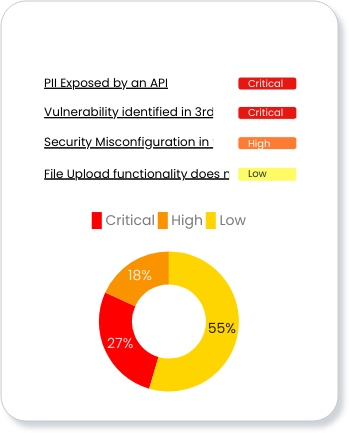 PII Exposed by an API Critical
Vulnerability identified in 3rd Critical
Security Misconfiguration in High
File Upload functionality does Low
Critical High Low
18%
55%
27%